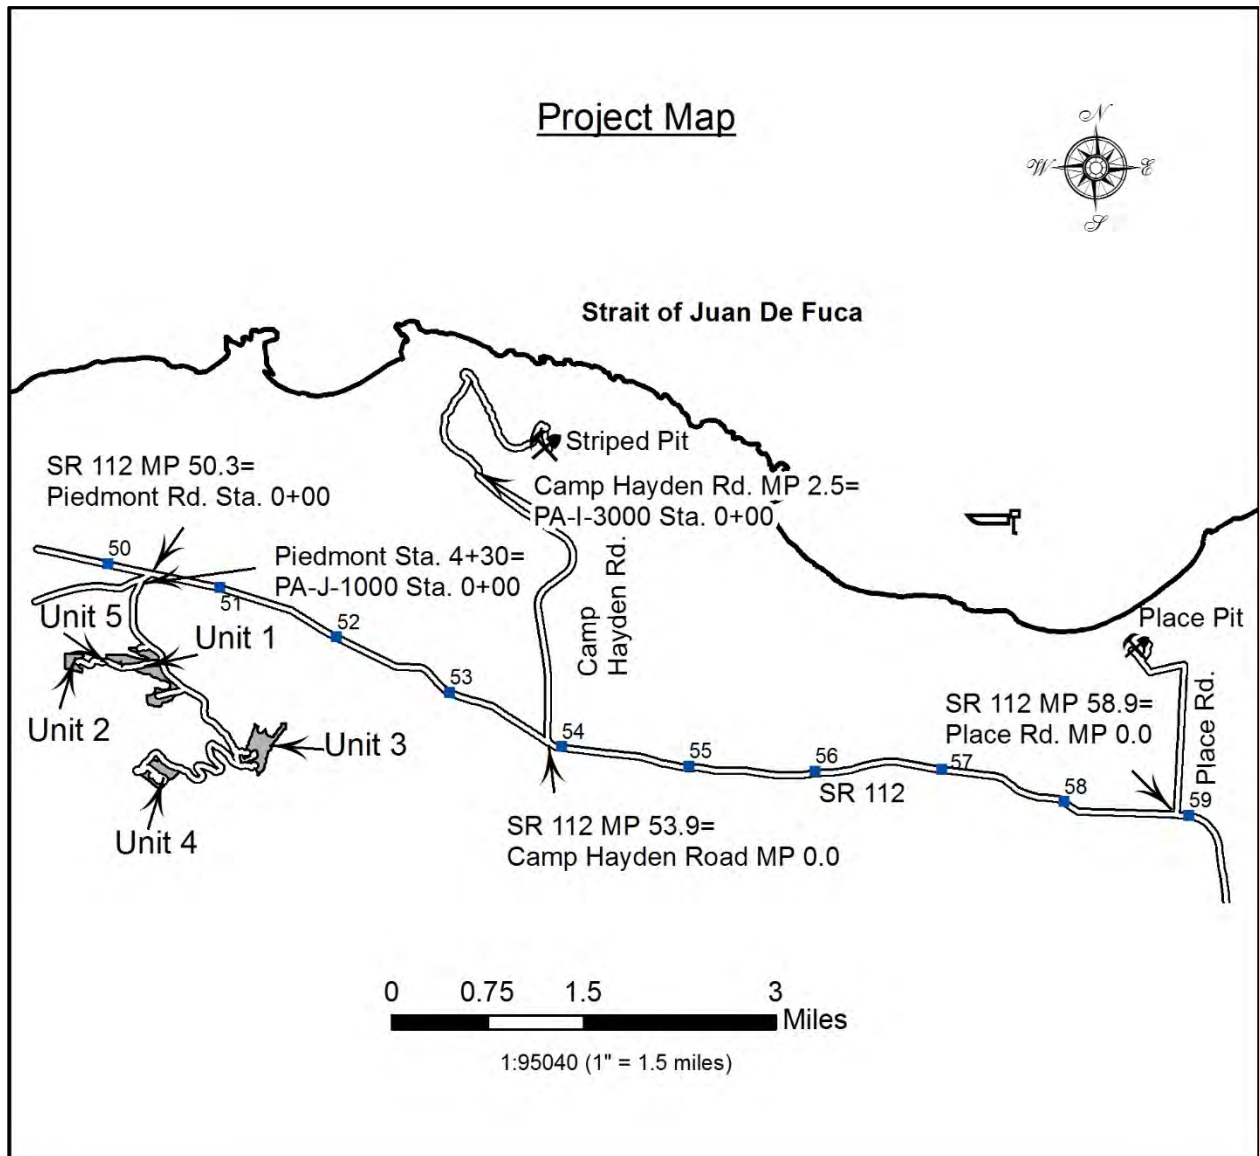 Project Map
N
W
E
S
Strait of Juan De Fuca
Striped Pit
SR 112 MP 50.3=
Piedmont Rd. Sta. 0+00
Camp Hayden Rd. MP 2.5=
PA-I-3000 Sta. 0+00
Piedmont Sta. 4+30=
PA-J-1000 Sta. 0+00
Camp
Hayden Rd.
50
51
52
53
54
55
56
57
58
59
Unit 5
Unit 1
Unit 2
Unit 3
Unit 4
Place Pit
SR 112 MP 58.9=
Place Rd. MP 0.0
Place Rd.
SR 112
SR 112 MP 53.9=
Camp Hayden Road MP 0.0
0 0.75 1.5 3
Miles
1:95040 (1" = 1.5 miles)